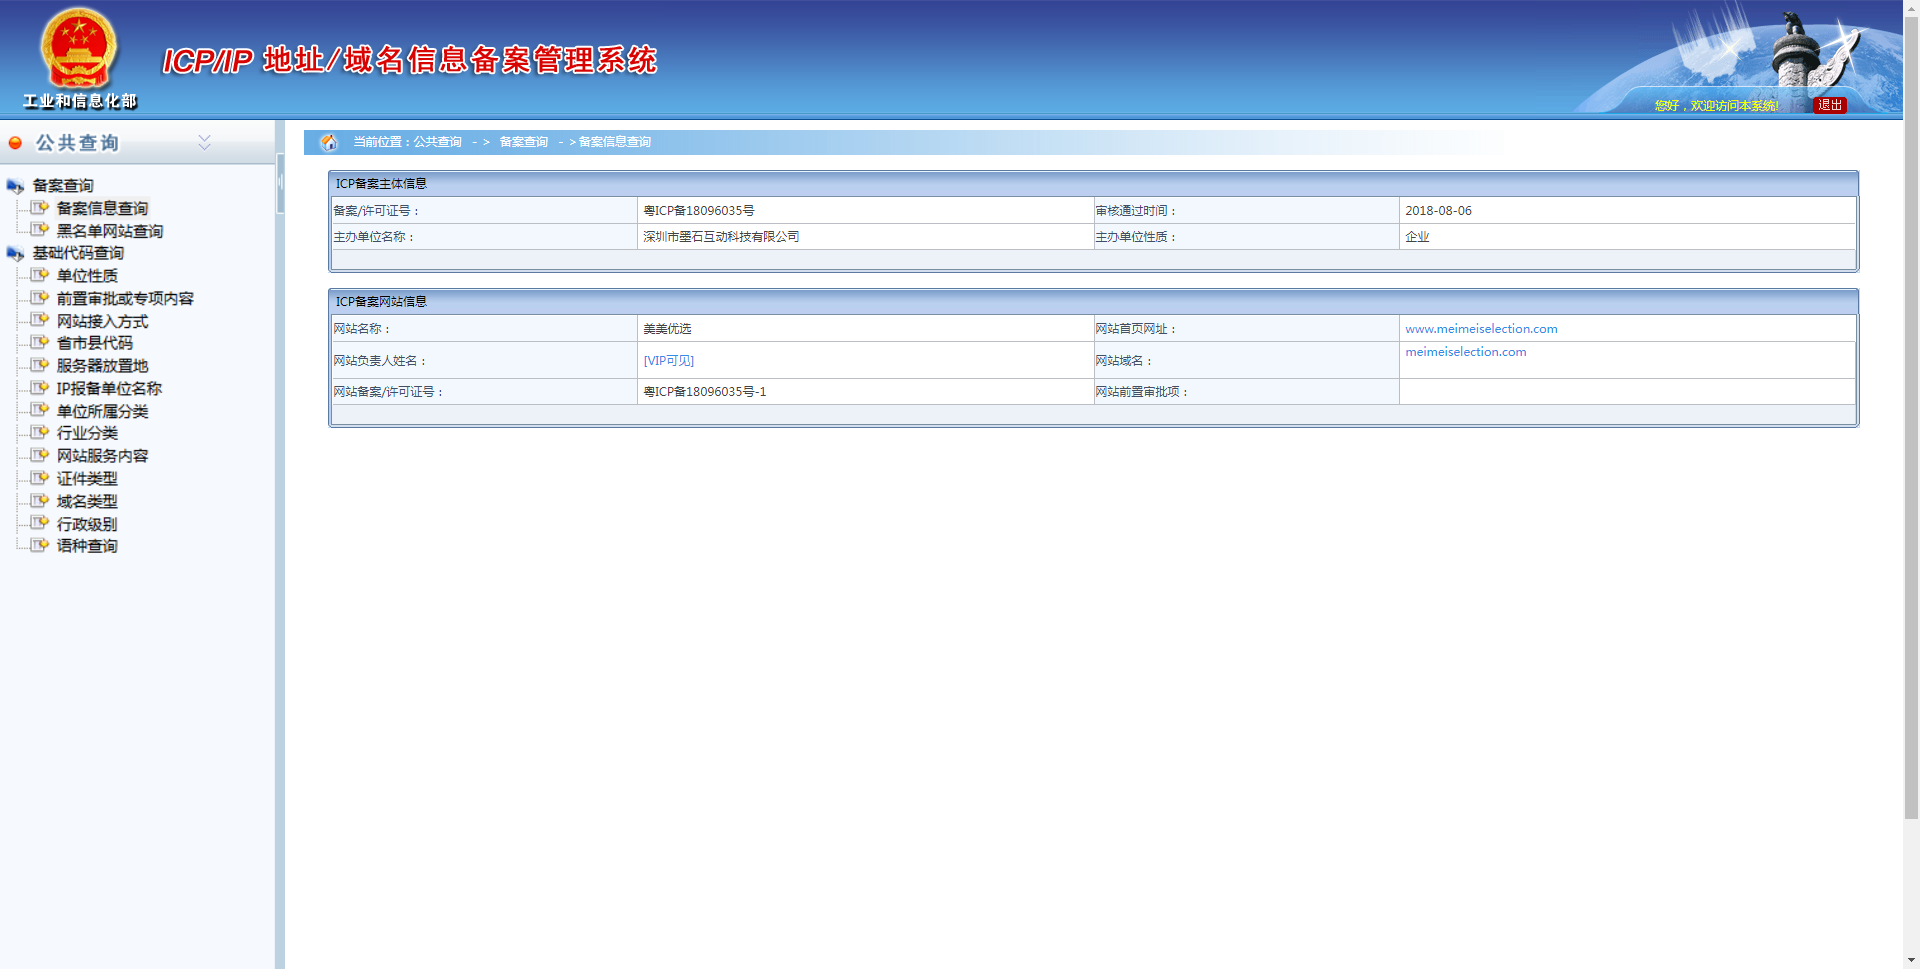 ICP/IP 地址/域名信息备案管理系统
工业和信息化部
您好，欢迎访问本系统!
退出
公共查询
备案查询
备案信息查询
黑名单网站查询
基础代码查询
单位性质
前置审批或专项内容
网站接入方式
省市县代码
服务器放置地
IP报备单位名称
单位所属分类
行业分类
网站服务内容
证件类型
域名类型
行政级别
语种查询
当前位置：公共查询 -> 备案查询 ->备案信息查询
ICP备案主体信息
备案/许可证号： 粤ICP备18096035号 审核通过时间： 2018-08-06
主办单位名称： 深圳市墨石互动科技有限公司 主办单位性质： 企业
ICP备案网站信息
网站名称： 美美优选 网站首页网址： www.meimeiselection.com
网站负责人姓名： [VIP可见] 网站域名： meimeiselection.com
网站备案/许可证号： 粤ICP备18096035号-1 网站前置审批项：